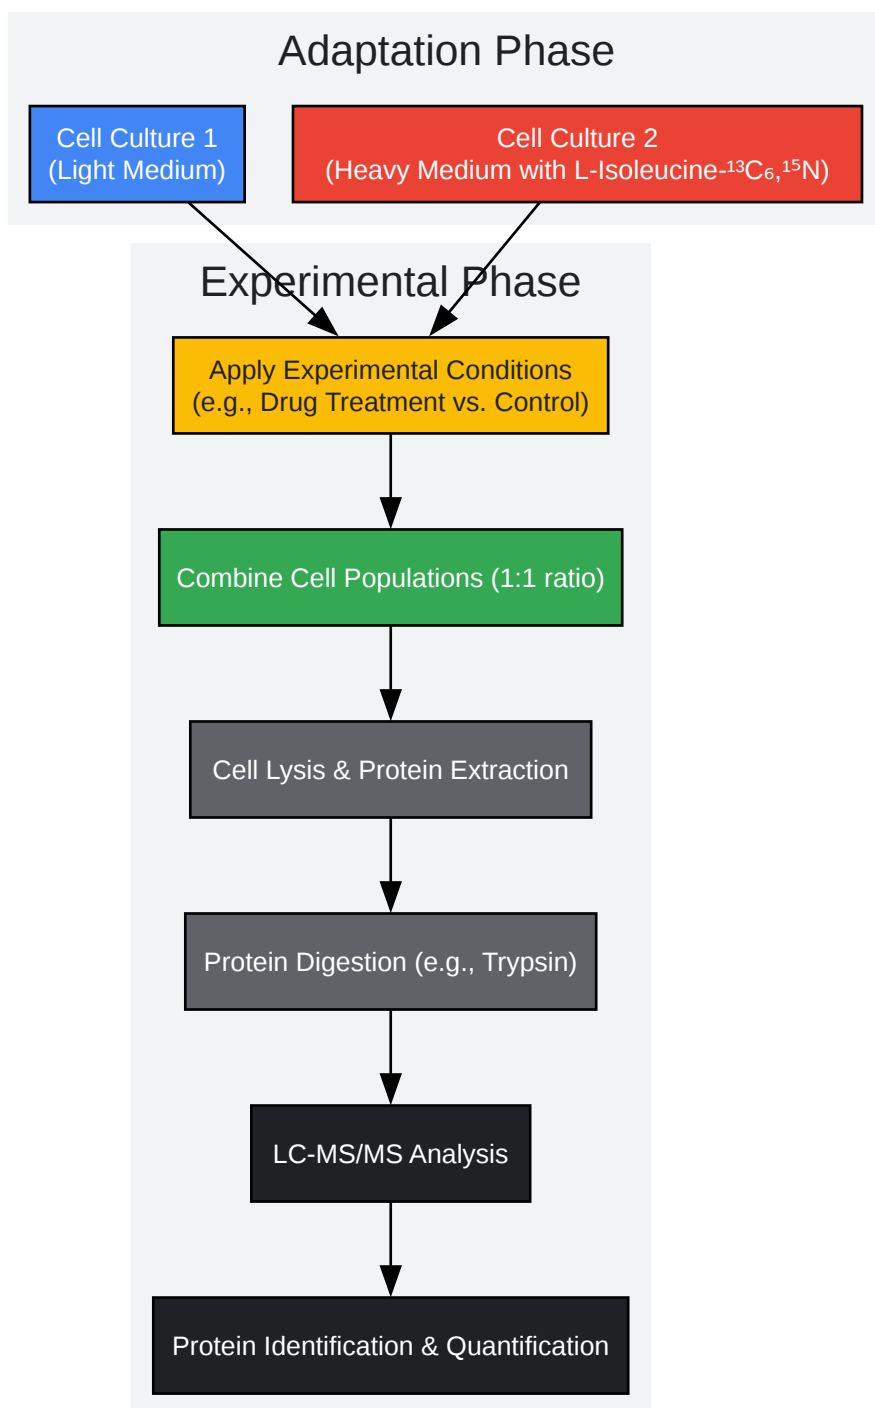 Adaptation Phase
Cell Culture 1
(Light Medium)
Cell Culture 2
(Heavy Medium with L-Isoleucine-¹³C₆,¹⁵N)
Experimental Phase
Apply Experimental Conditions
(e.g., Drug Treatment vs. Control)
Combine Cell Populations (1:1 ratio)
Cell Lysis & Protein Extraction
Protein Digestion (e.g., Trypsin)
LC-MS/MS Analysis
Protein Identification & Quantification